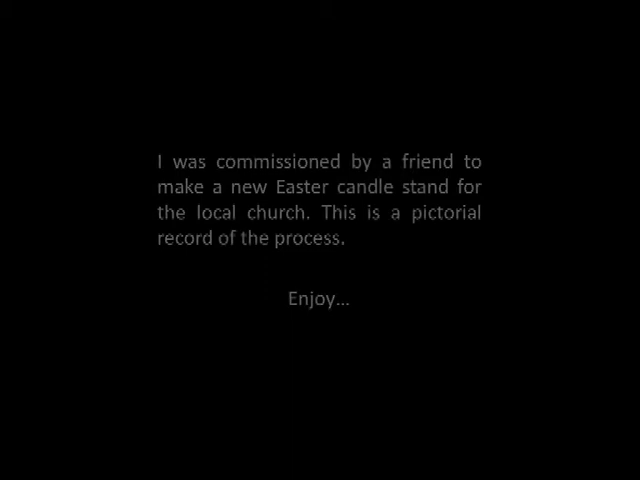 I was commissioned by a friend to
make a new Easter candle stand for
the local church. This is a pictorial
record of the process.
Enjoy…